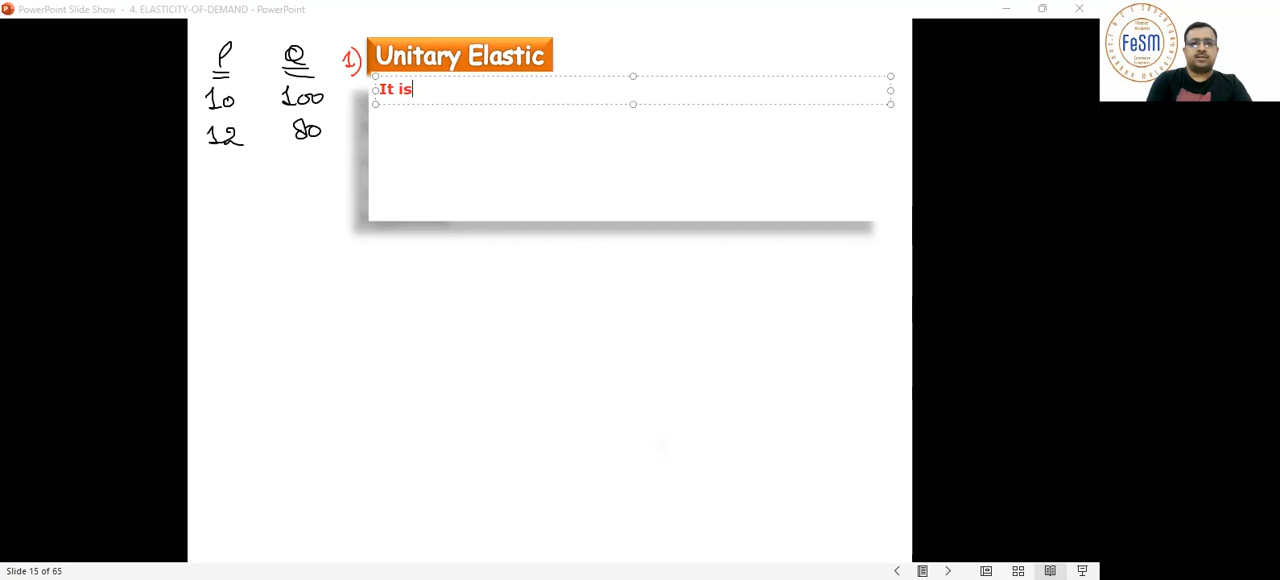 PowerPoint Slide Show - 4. ELASTICITY-OF-DEMAND - PowerPoint
P Q
10 100
12 80
1) Unitary Elastic
It is
FeSM
Slide 15 of 65